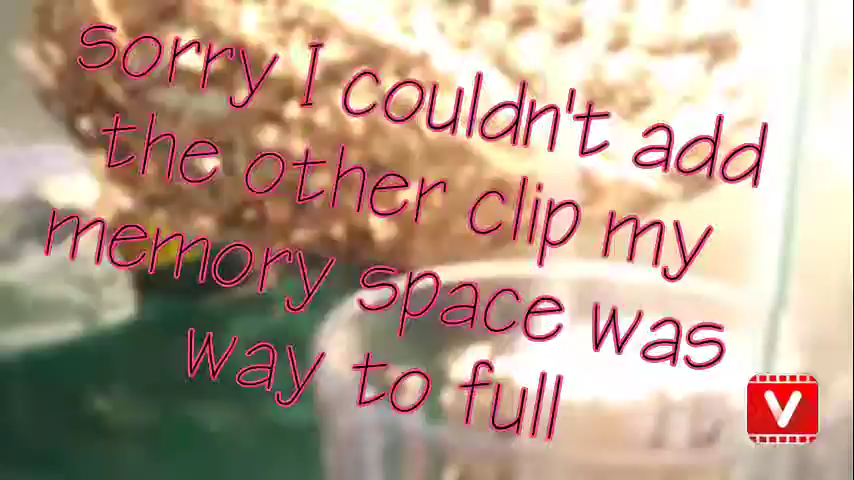 sorry I couldn't add
the other clip my
memory space was
way to full
V